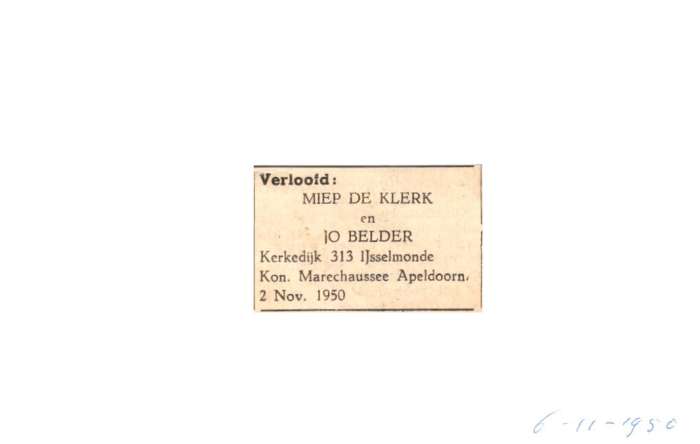 Verloofd:
MIEP DE KLERK
en
JO BELDER
Kerkedijk 313 IJsselmonde
Kon. Marechaussee Apeldoorn.
2 Nov. 1950
6-11-1950